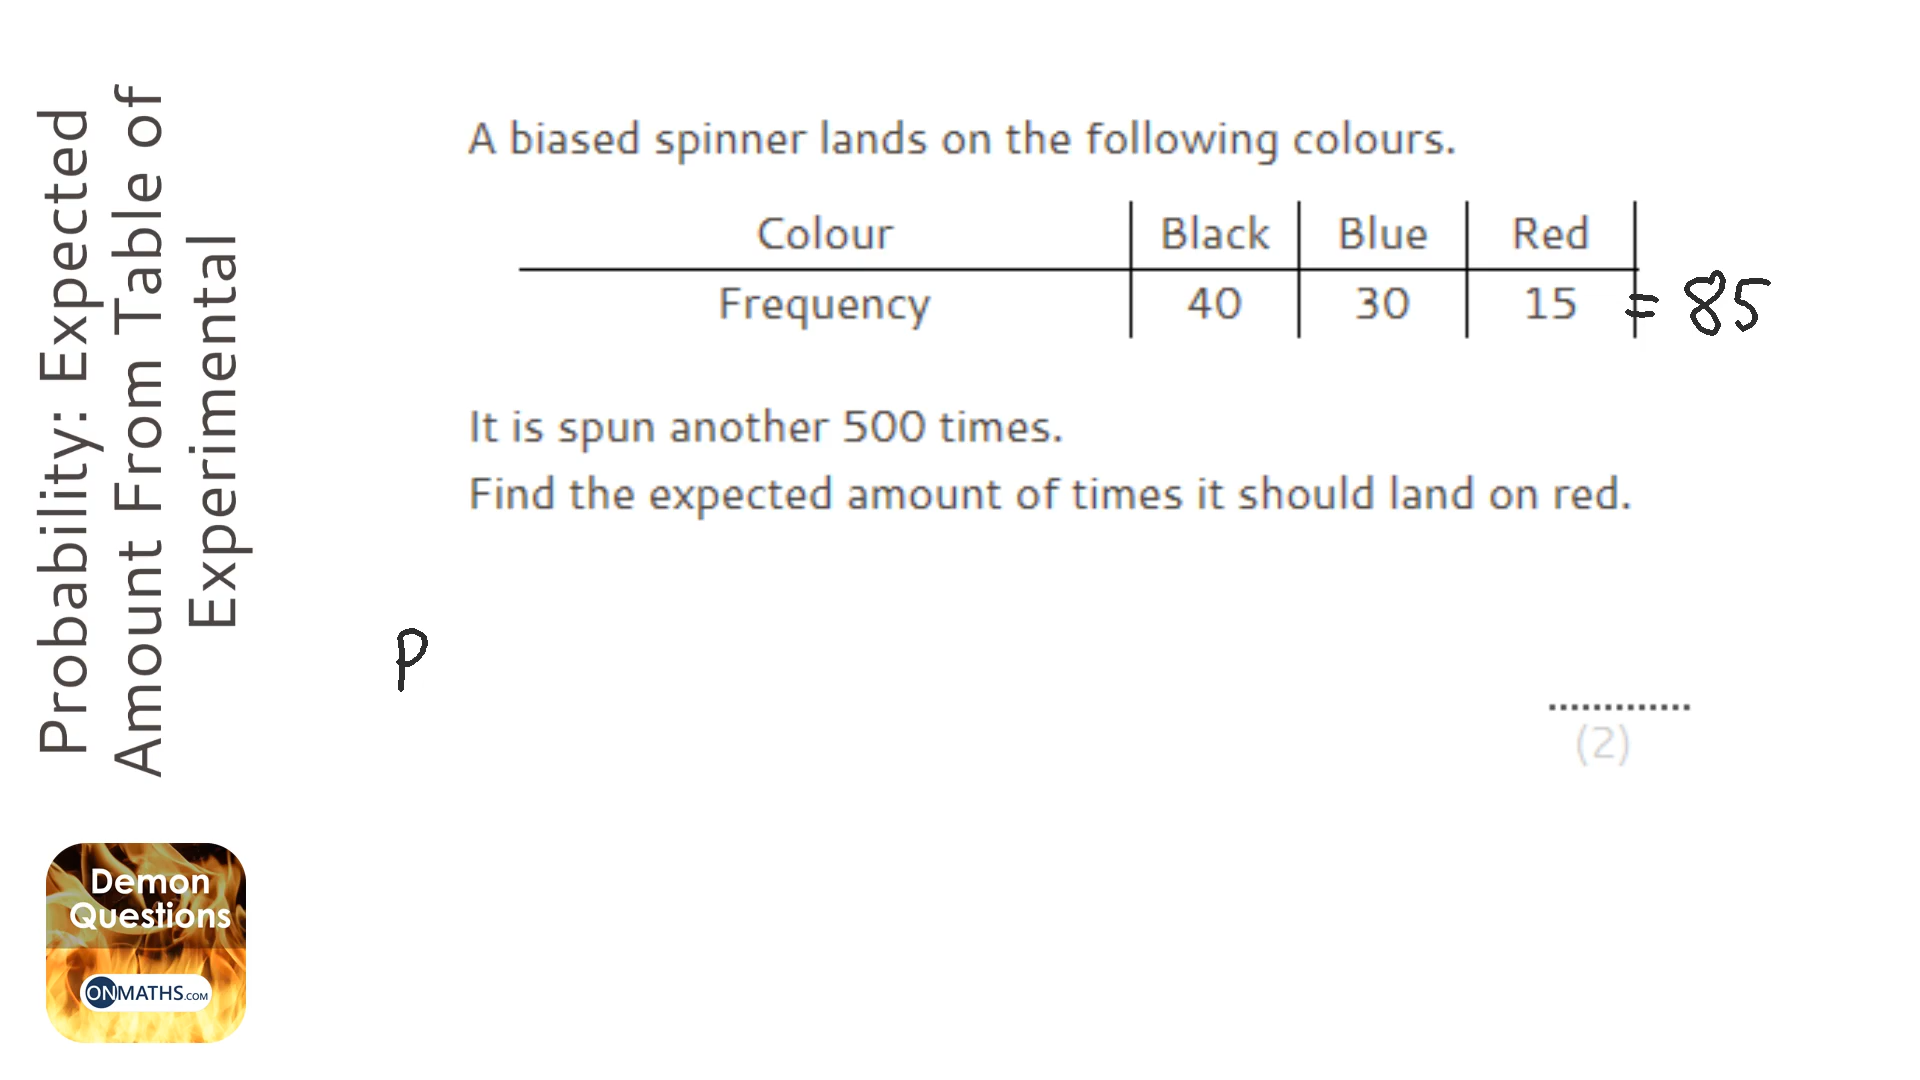 Probability: Expected
Amount From Table of
Experimental
A biased spinner lands on the following colours.
Colour Black Blue Red
Frequency 40 30 15 = 85
It is spun another 500 times.
Find the expected amount of times it should land on red.
P
.............
(2)
Demon
Questions
ONMATHS.COM